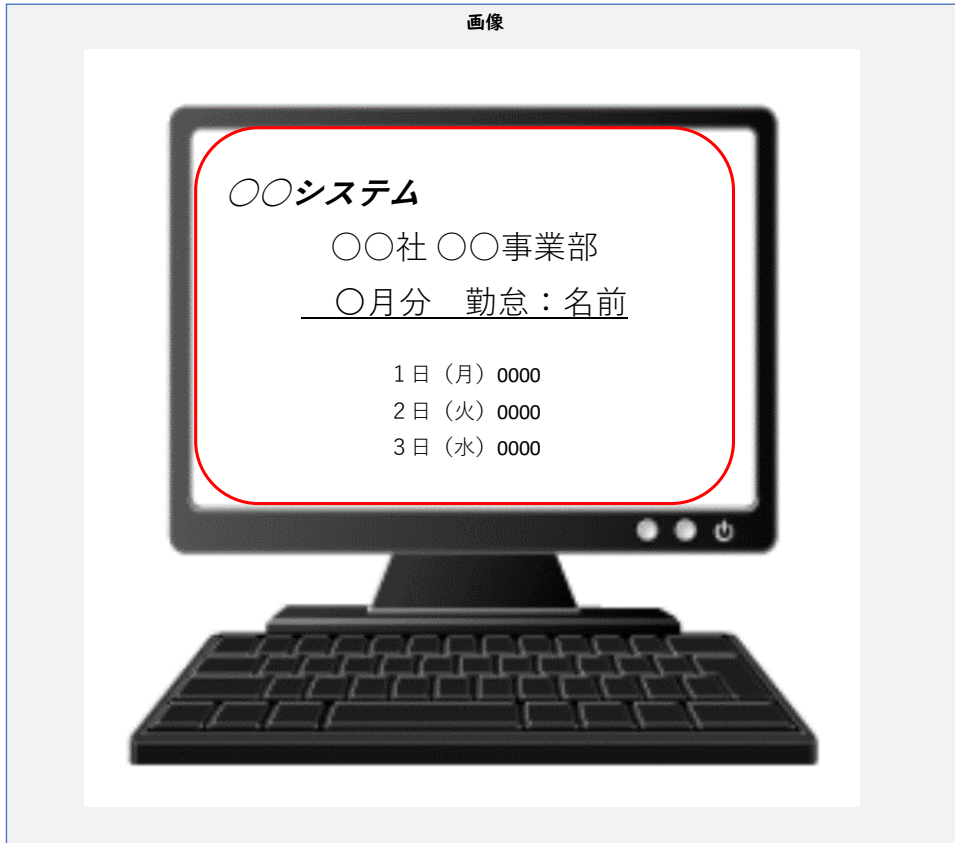 画像
○○システム
○○社 ○○事業部
〇月分　勤怠：名前
１日（月）0000
２日（火）0000
３日（水）0000